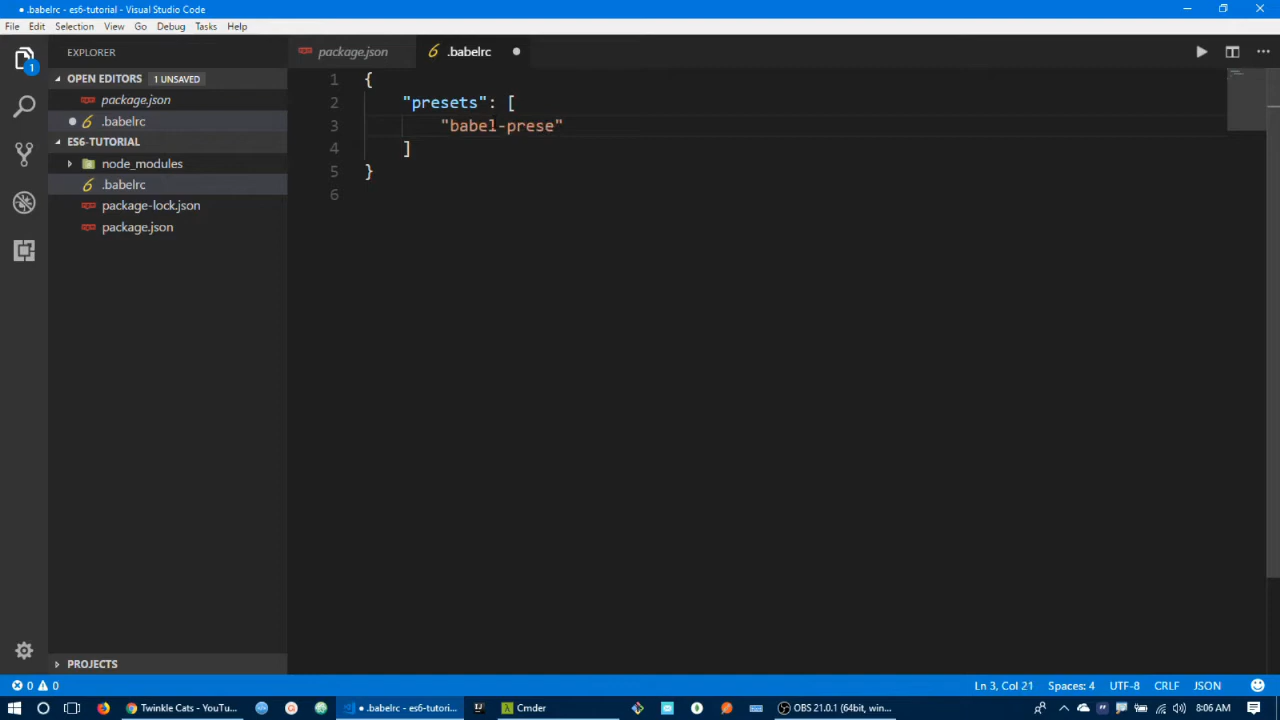 .babelrc - es6-tutorial - Visual Studio Code
File Edit Selection View Go Debug Tasks Help
EXPLORER
package.json
.babelrc
OPEN EDITORS 1 UNSAVED
package.json
.babelrc
ES6-TUTORIAL
node_modules
.babelrc
package-lock.json
package.json
1 {
2 "presets": [
3 "babel-prese"
4 ]
5 }
6
1
PROJECTS
0 0
Ln 3, Col 21 Spaces: 4 UTF-8 CRLF JSON
Twinkle Cats - YouTu...
.babelrc - es6-tutori...
Cmder
OBS 21.0.1 (64bit, win...
8:06 AM